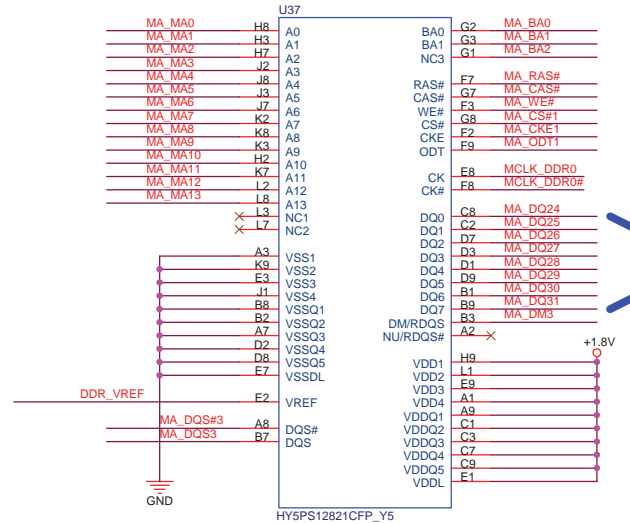 U37
MA_MA0 H8 A0 BA0 G2 MA_BA0
MA_MA1 H3 A1 BA1 G3 MA_BA1
MA_MA2 H7 A2 NC3 G1 MA_BA2
MA_MA3 J2 A3
MA_MA4 J8 A4 RAS# F7 MA_RAS#
MA_MA5 J3 A5 CAS# G7 MA_CAS#
MA_MA6 J7 A6 WE# F3 MA_WE#
MA_MA7 K2 A7 CS# G8 MA_CS#1
MA_MA8 K8 A8 CKE F2 MA_CKE1
MA_MA9 K3 A9 ODT F9 MA_ODT1
MA_MA10 H2 A10
MA_MA11 K7 A11 CK E8 MCLK_DDR0
MA_MA12 L2 A12 CK# F8 MCLK_DDR0#
MA_MA13 L8 A13
L3 NC1 DQ0 C8 MA_DQ24
L7 NC2 DQ1 C2 MA_DQ25
DQ2 D7 MA_DQ26
A3 VSS1 DQ3 D3 MA_DQ27
K9 VSS2 DQ4 D1 MA_DQ28
E3 VSS3 DQ5 D9 MA_DQ29
J1 VSS4 DQ6 B1 MA_DQ30
B8 VSSQ1 DQ7 B9 MA_DQ31
B2 VSSQ2 DM/RDQS B3 MA_DM3
A7 VSSQ3 NU/RDQS# A2
D2 VSSQ4 +1.8V
D8 VSSQ5 VDD1 H9
E7 VSSDL VDD2 L1
VDD3 E9
DDR_VREF E2 VREF VDD4 A1
VDDQ1 A9
MA_DQS#3 A8 DQS# VDDQ2 C1
MA_DQS3 B7 DQS VDDQ3 C3
VDDQ4 C7
VDDQ5 C9
VDDL E1
GND
HY5PS12821CFP_Y5